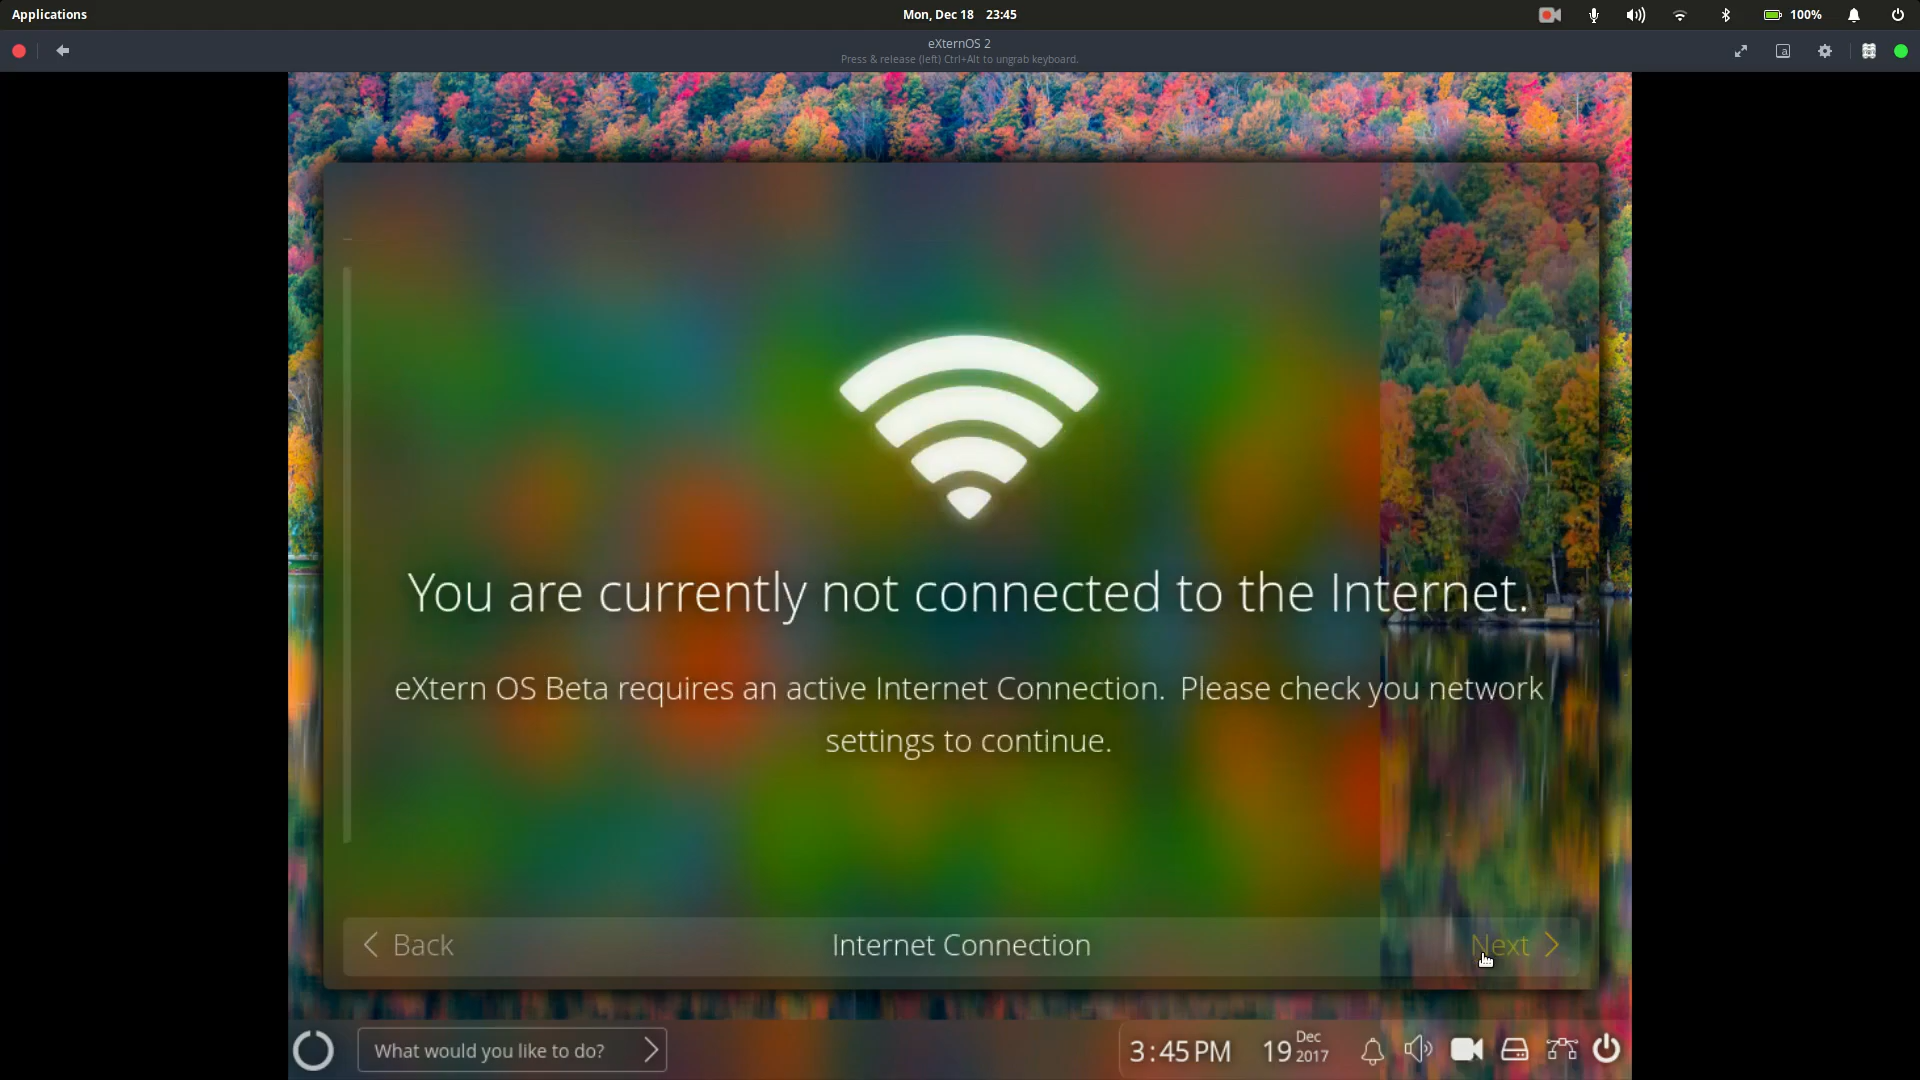 Applications
Mon, Dec 18 23:45
100%
eXternOS 2
Press & release (left) Ctrl+Alt to ungrab keyboard.
a
You are currently not connected to the Internet.
eXtern OS Beta requires an active Internet Connection. Please check you network
settings to continue.
Back
Internet Connection
Next
What would you like to do?
3:45 PM
19 Dec
2017